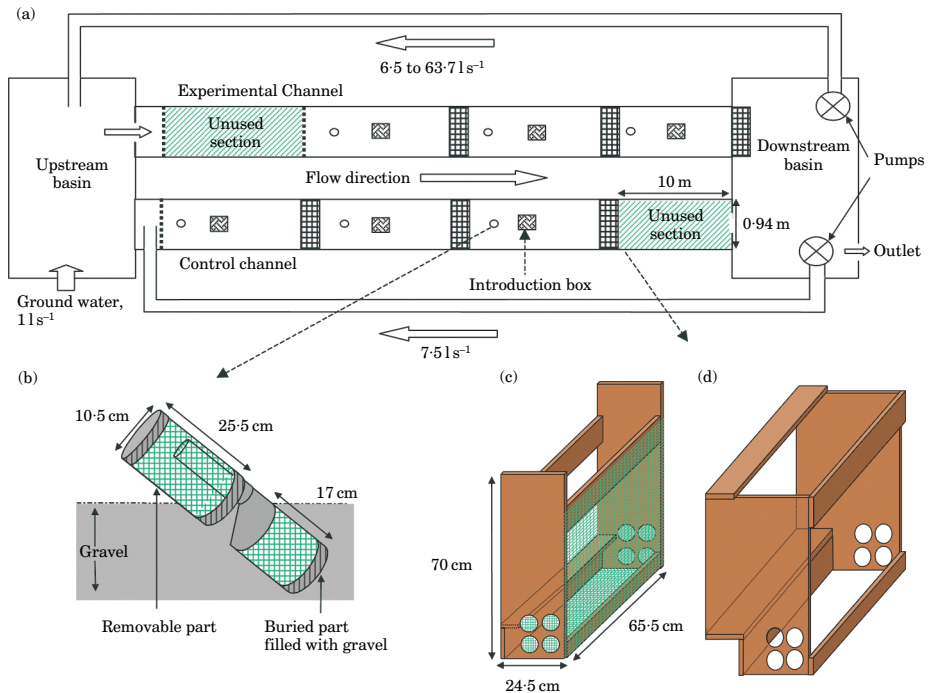 (a)
6·5 to 63·7 l s⁻¹
Experimental Channel
Unused
section
Upstream
basin
Downstream
basin
Pumps
Flow direction
10 m
Unused
section
0·94 m
Outlet
Control channel
Introduction box
Ground water,
1 l s⁻¹
7·5 l s⁻¹
(b)
10·5 cm
25·5 cm
17 cm
Gravel
Removable part
Buried part
filled with gravel
(c)
70 cm
65·5 cm
24·5 cm
(d)